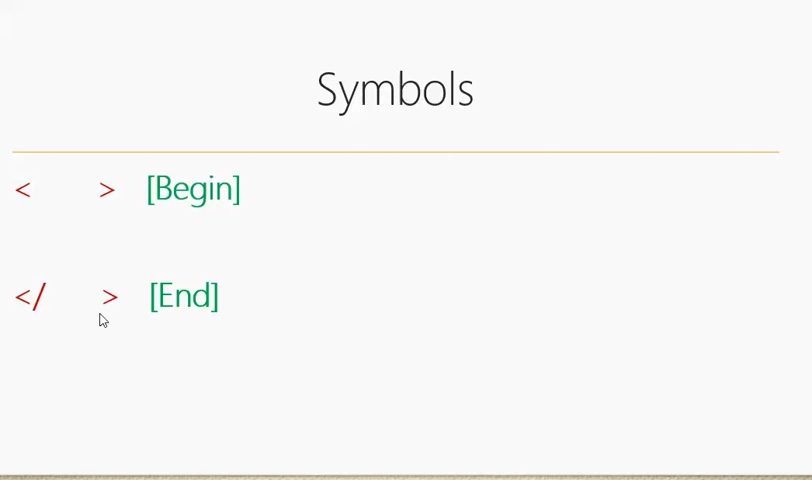 Symbols
< > [Begin]
</ > [End]